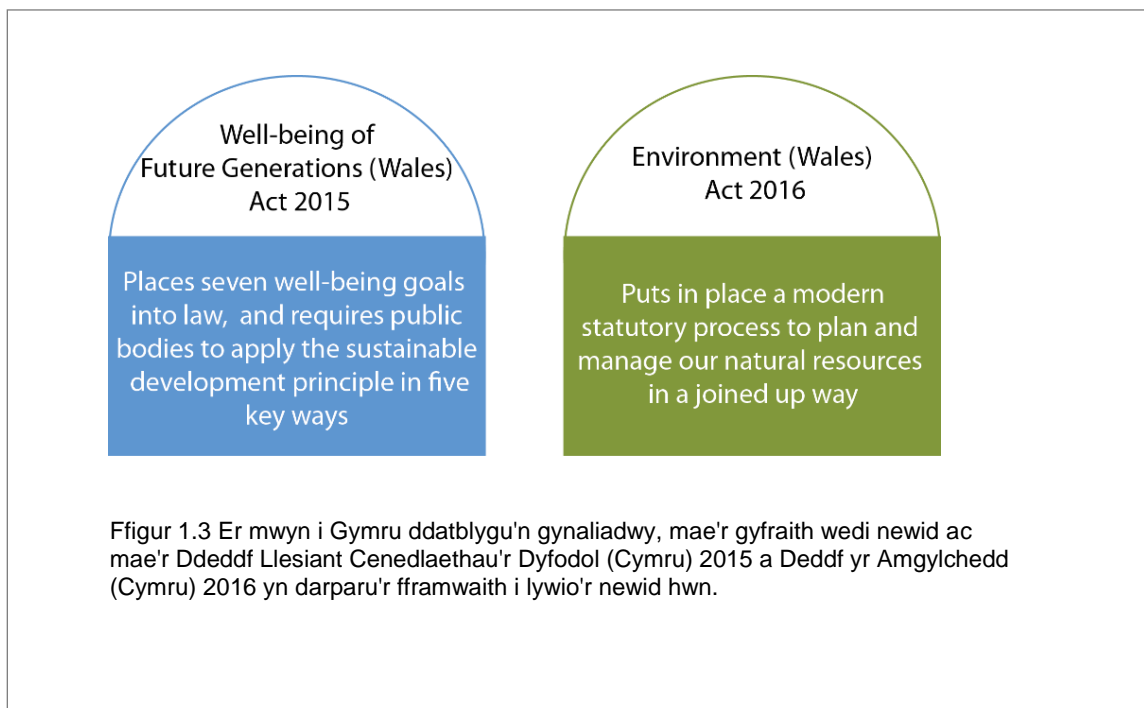 Well-being of
Future Generations (Wales)
Act 2015
Places seven well-being goals
into law, and requires public
bodies to apply the sustainable
development principle in five
key ways
Environment (Wales)
Act 2016
Puts in place a modern
statutory process to plan and
manage our natural resources
in a joined up way
Ffigur 1.3 Er mwyn i Gymru ddatblygu'n gynaliadwy, mae'r gyfraith wedi newid ac
mae'r Ddeddf Llesiant Cenedlaethau'r Dyfodol (Cymru) 2015 a Deddf yr Amgylchedd
(Cymru) 2016 yn darparu'r fframwaith i lywio'r newid hwn.